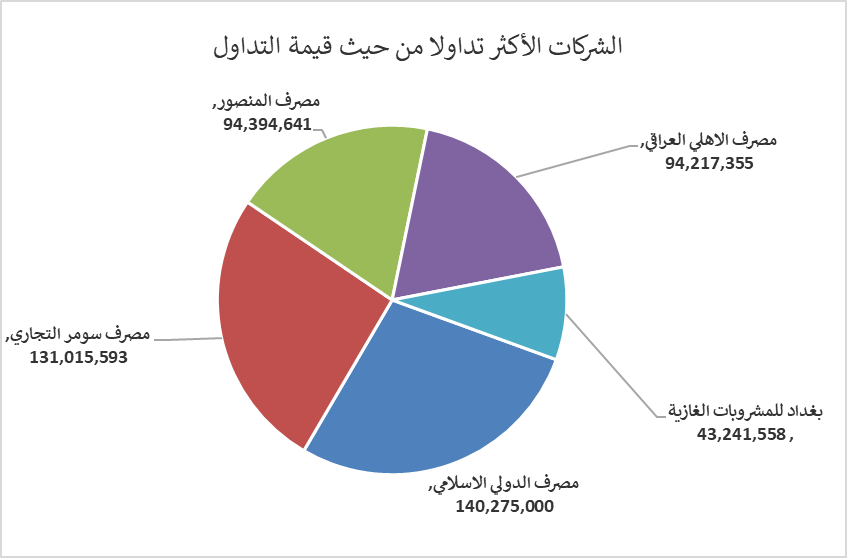 الشركات الأكثر تداولا من حيث قيمة التداول
مصرف المنصور,
94,394,641
مصرف الاهلي العراقي,
94,217,355
مصرف سومر التجاري,
131,015,593
بغداد للمشروبات الغازية
43,241,558 ,
مصرف الدولي الاسلامي,
140,275,000